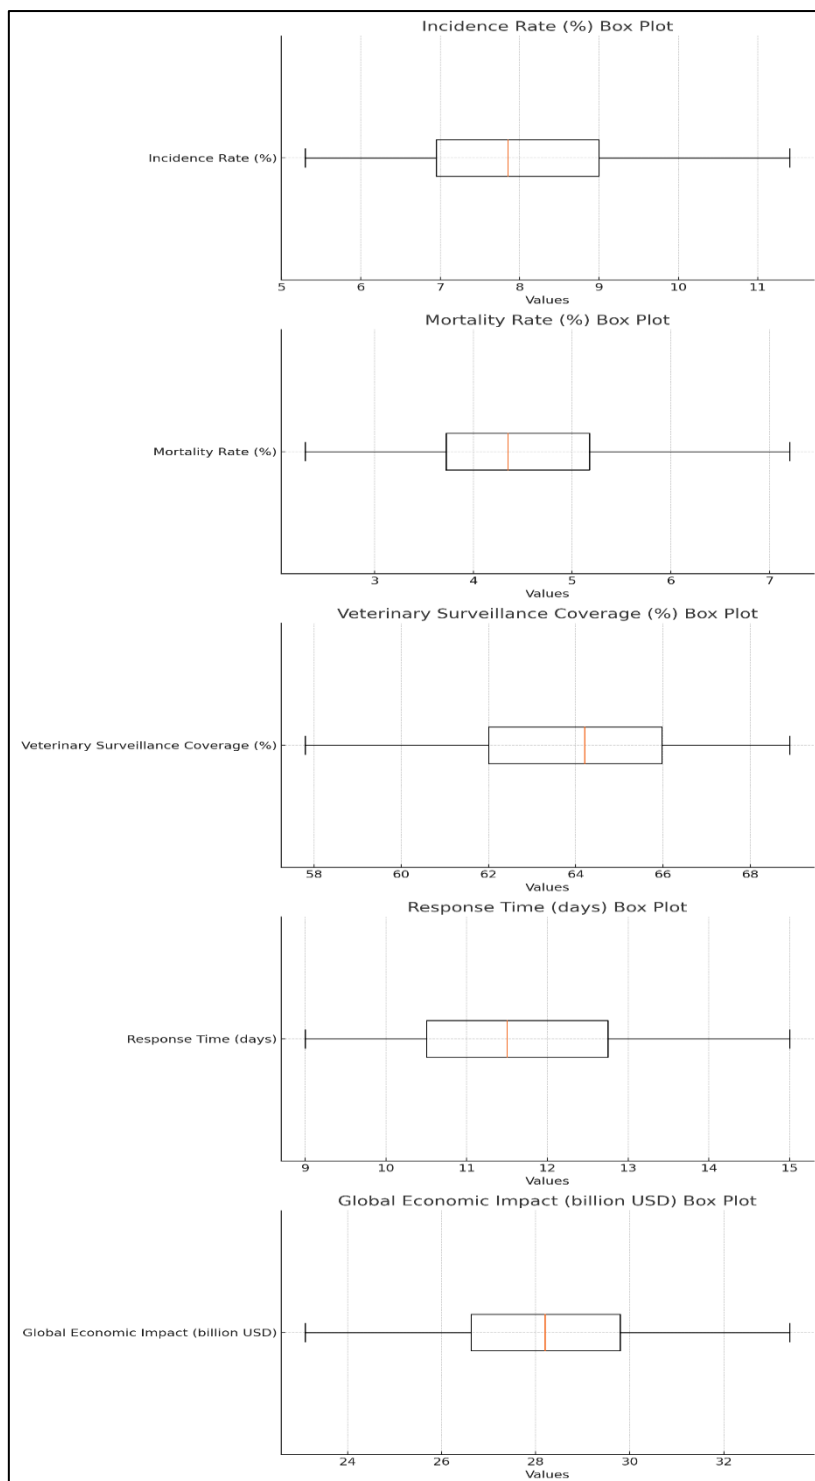 Incidence Rate (%) Box Plot
Incidence Rate (%)
5 6 7 8 9 10 11
Values
Mortality Rate (%) Box Plot
Mortality Rate (%)
3 4 5 6 7
Values
Veterinary Surveillance Coverage (%) Box Plot
Veterinary Surveillance Coverage (%)
58 60 62 64 66 68
Values
Response Time (days) Box Plot
Response Time (days)
9 10 11 12 13 14 15
Values
Global Economic Impact (billion USD) Box Plot
Global Economic Impact (billion USD)
24 26 28 30 32
Values